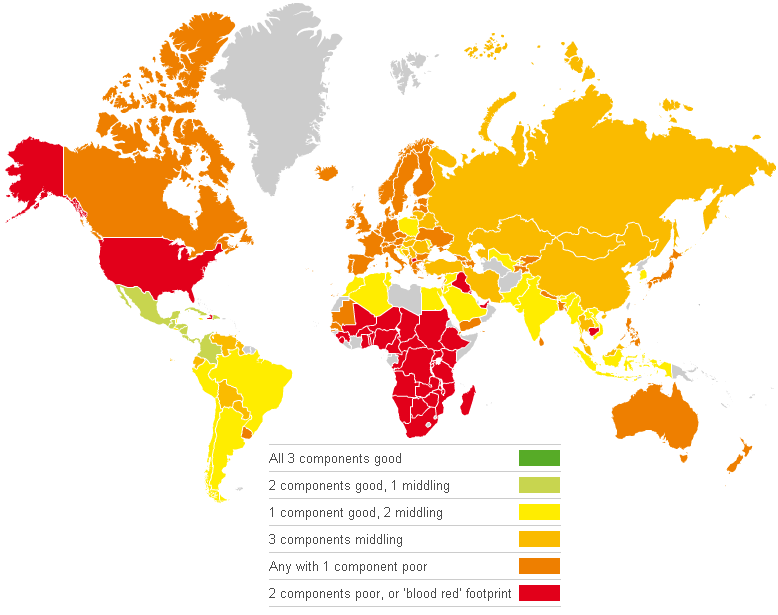 All 3 components good
2 components good, 1 middling
1 component good, 2 middling
3 components middling
Any with 1 component poor
2 components poor, or 'blood red' footprint